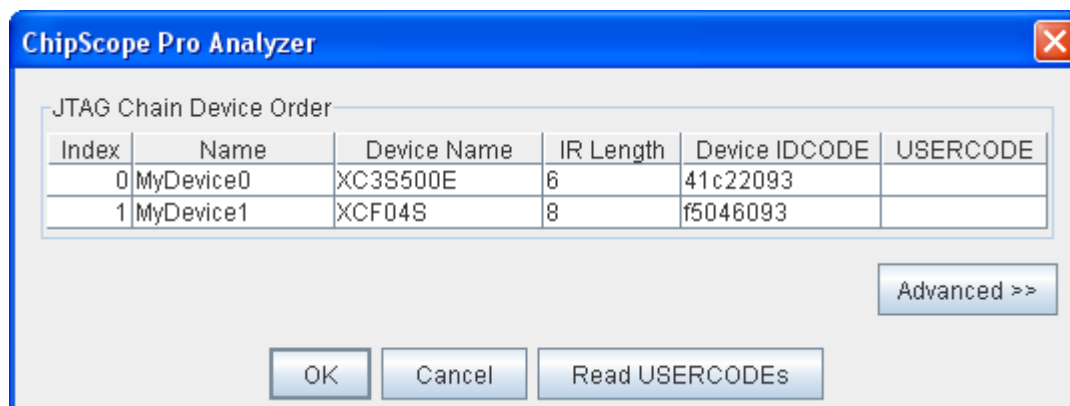 ChipScope Pro Analyzer
JTAG Chain Device Order
Index Name Device Name IR Length Device IDCODE USERCODE
0 MyDevice0 XC3S500E 6 41c22093
1 MyDevice1 XCF04S 8 f5046093
Advanced >>
OK Cancel Read USERCODEs